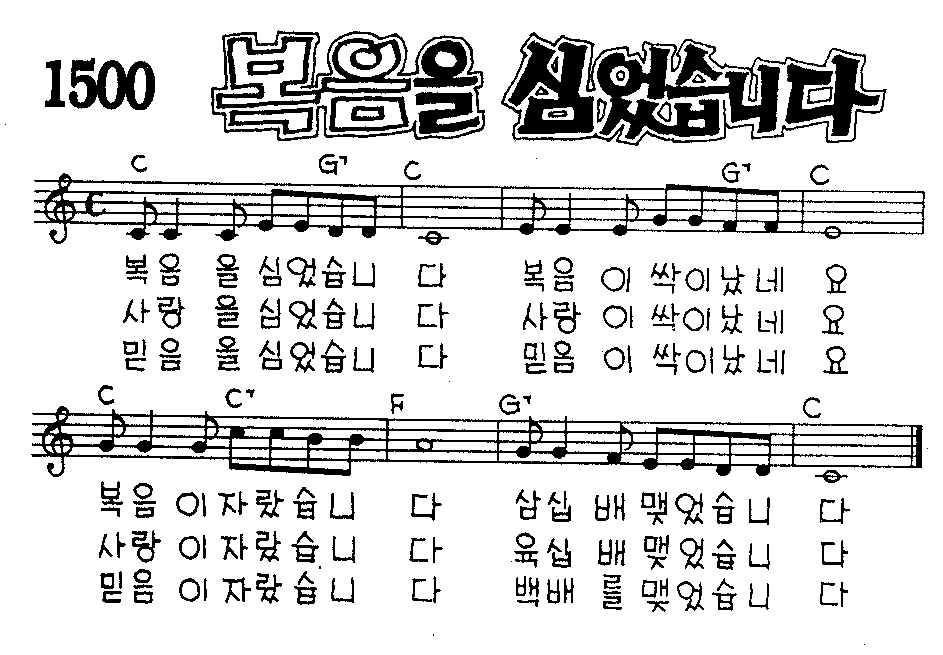 1500 복음을 심었습니다
C G7 C G7 C
복음 을 심었습니 다 복음 이 싹이났네 요
사랑 을 심었습니 다 사랑 이 싹이났네 요
믿음 을 심었습니 다 믿음 이 싹이났네 요
C C7 F G7 C
복음 이자랐습니 다 삼십 배 맺었습니 다
사랑 이자랐습니 다 육십 배 맺었습니 다
믿음 이자랐습니 다 백배 를 맺었습니 다